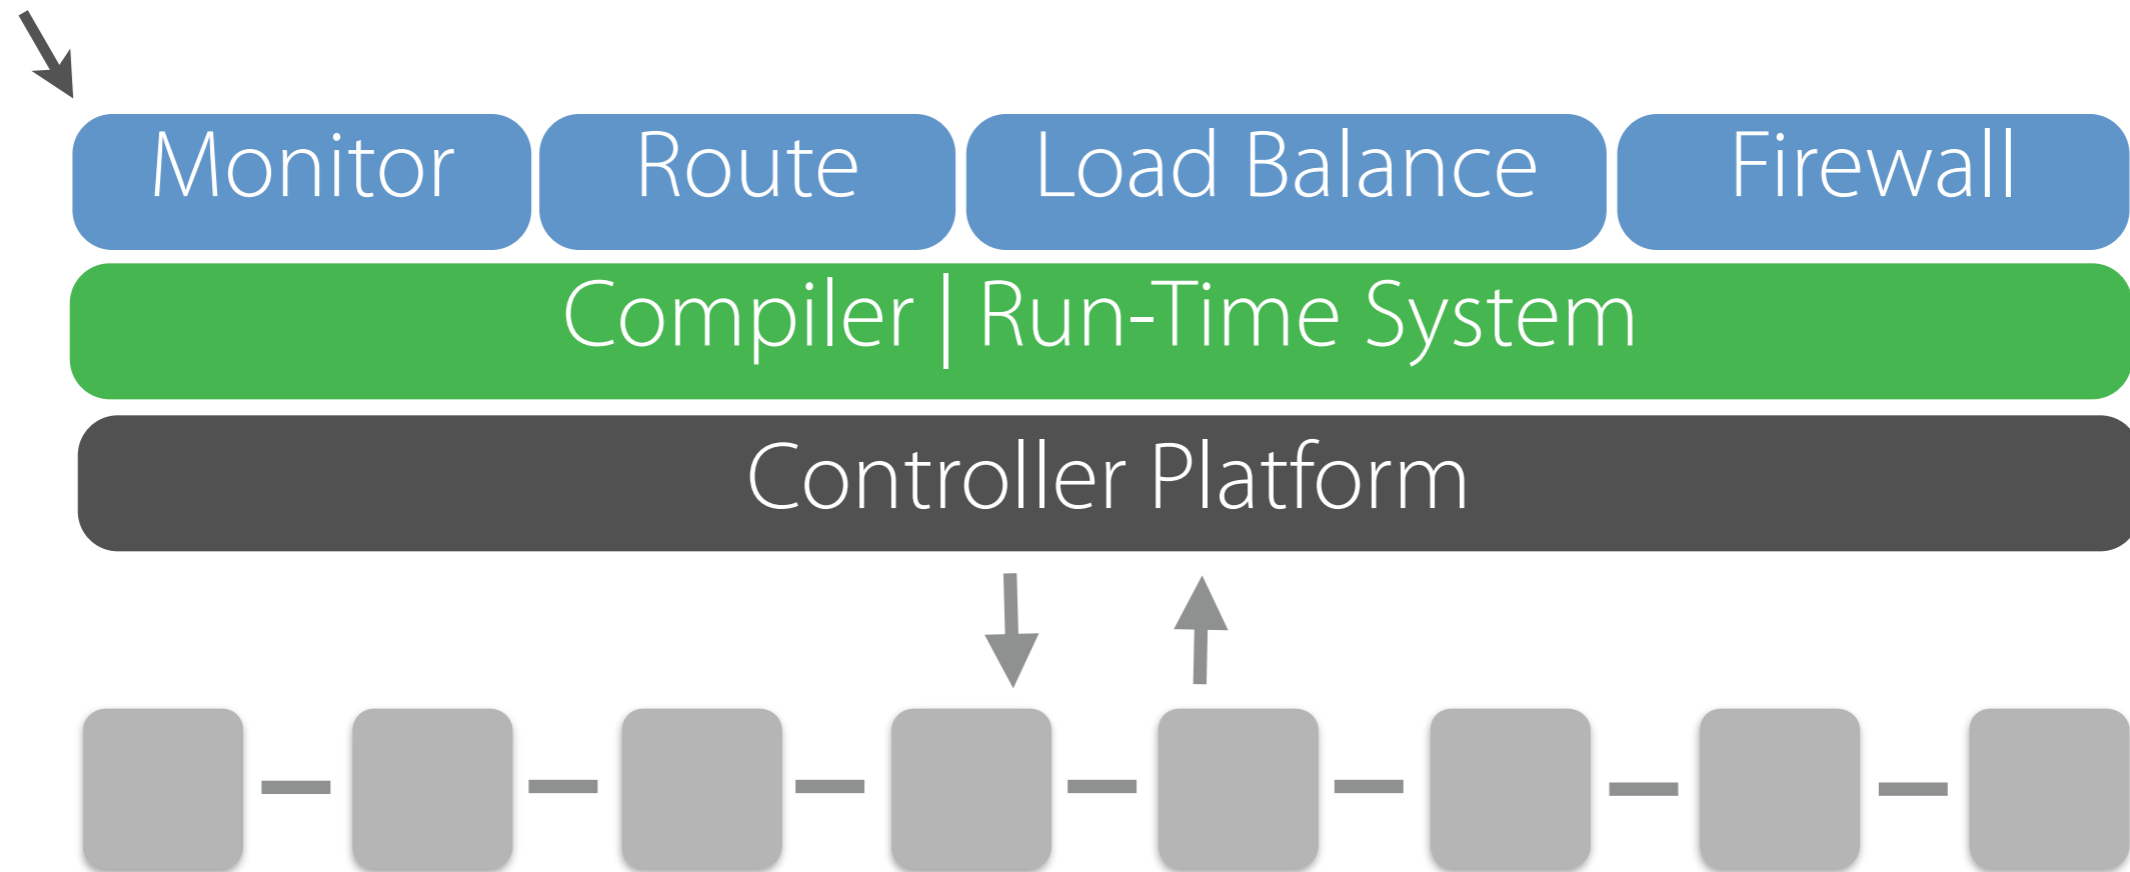 Monitor Route Load Balance Firewall
Compiler | Run-Time System
Controller Platform